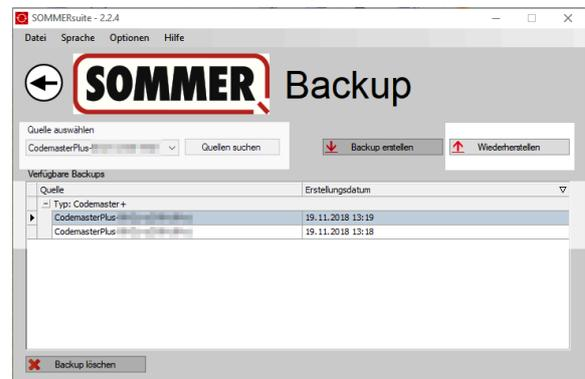 SOMMERsuite - 2.2.4
Datei Sprache Optionen Hilfe
SOMMER Backup
Quelle auswählen
CodemasterPlus- Quellen suchen Backup erstellen Wiederherstellen
Verfügbare Backups
Quelle Erstellungsdatum
Typ: Codemaster+
CodemasterPlus- 19.11.2018 13:19
CodemasterPlus 19.11.2018 13:18
Backup löschen